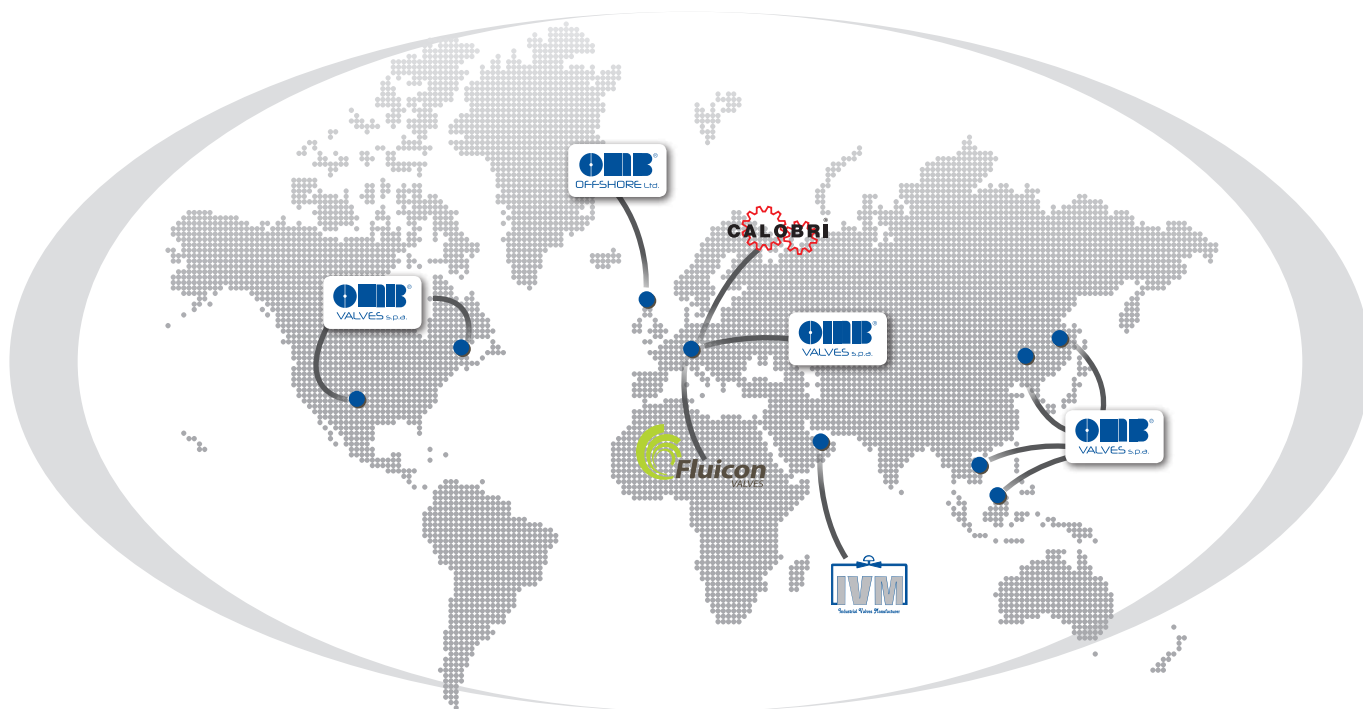 OMB®
OFFSHORE Ltd.
CALOBRI
OMB®
VALVES s.p.a.
OMB®
VALVES s.p.a.
OMB®
VALVES s.p.a.
Fluicon
VALVES
IVM
Industrial Valves Manufacturer